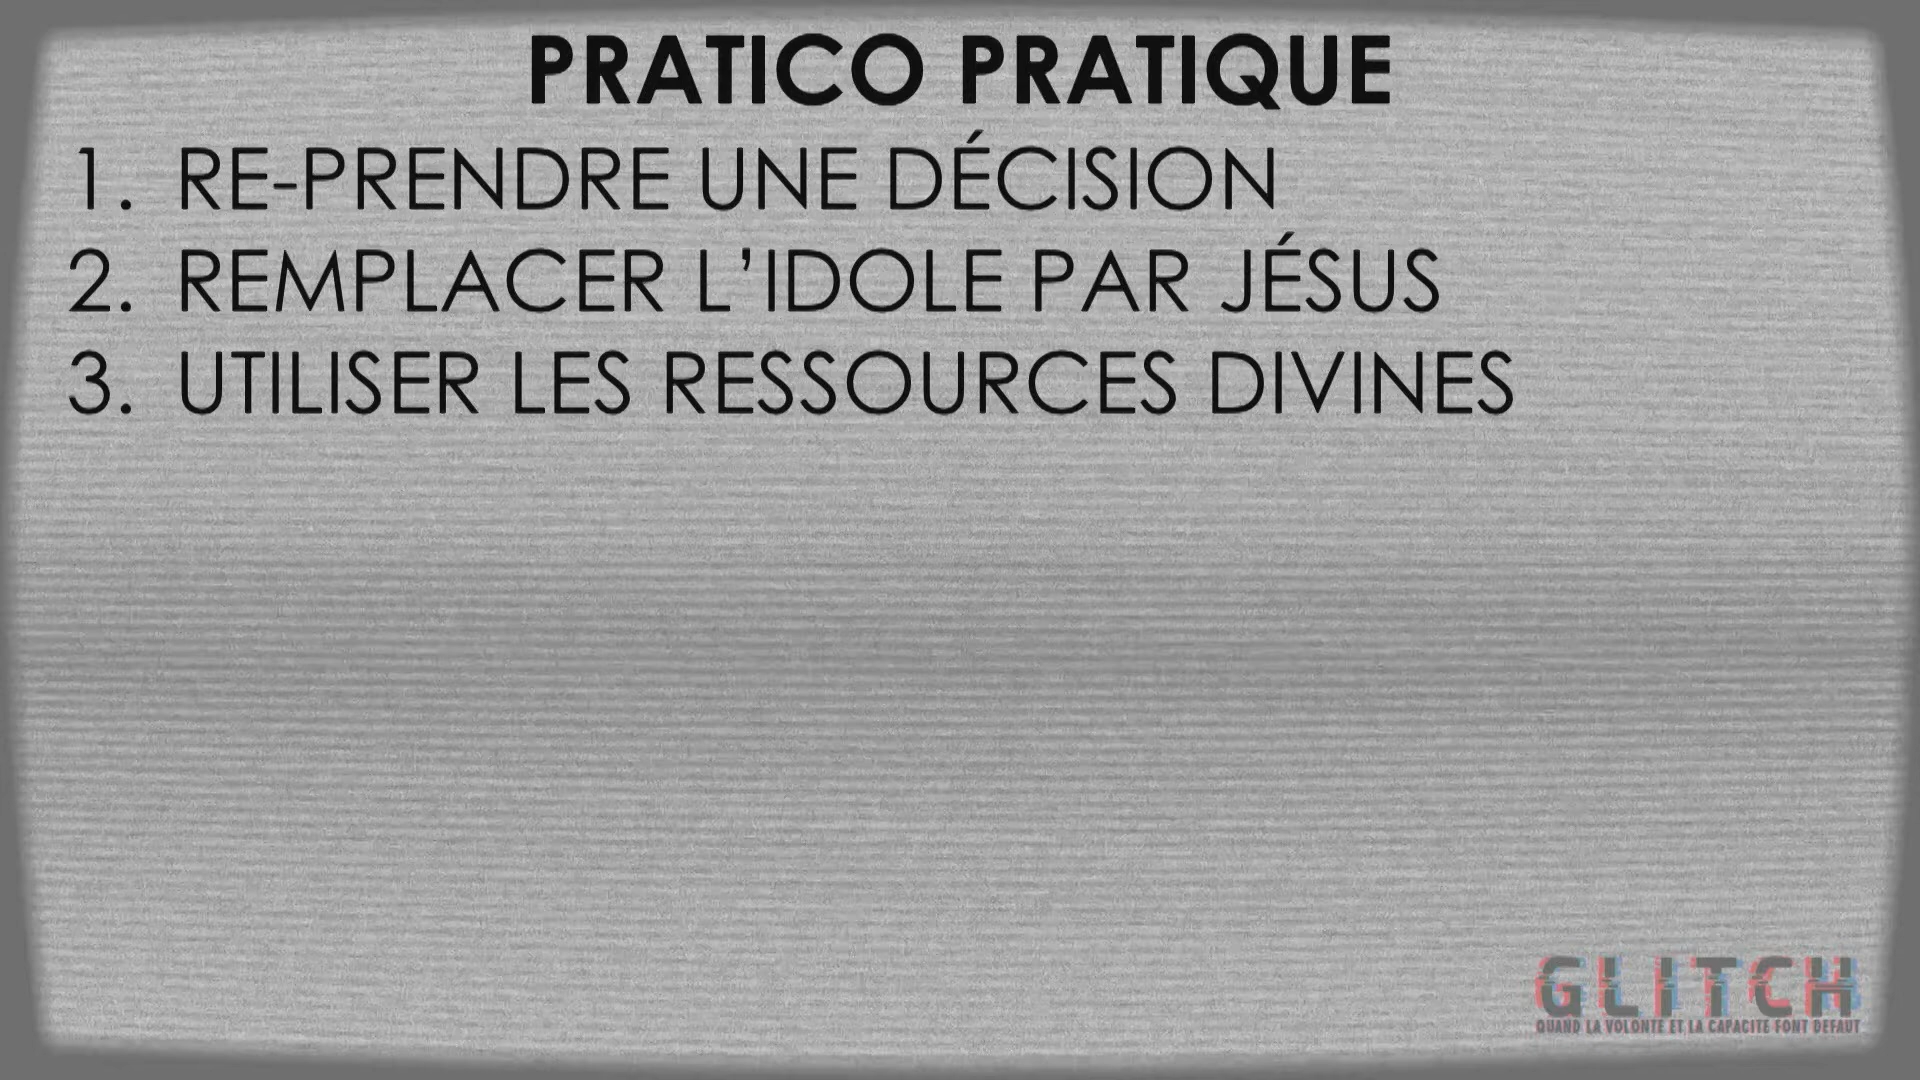 PRATICO PRATIQUE
1. RE-PRENDRE UNE DÉCISION
2. REMPLACER L’IDOLE PAR JÉSUS
3. UTILISER LES RESSOURCES DIVINES
GLITCH
QUAND LA VOLONTE ET LA CAPACITE FONT DEFAUT